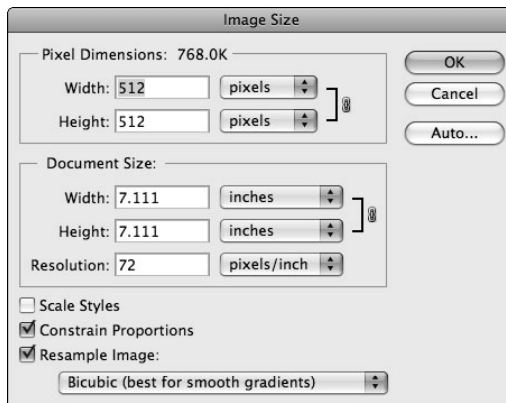 Image Size
Pixel Dimensions: 768.0K
Width: 512 pixels
Height: 512 pixels
Document Size:
Width: 7.111 inches
Height: 7.111 inches
Resolution: 72 pixels/inch
Scale Styles
Constrain Proportions
Resample Image:
Bicubic (best for smooth gradients)
OK
Cancel
Auto...